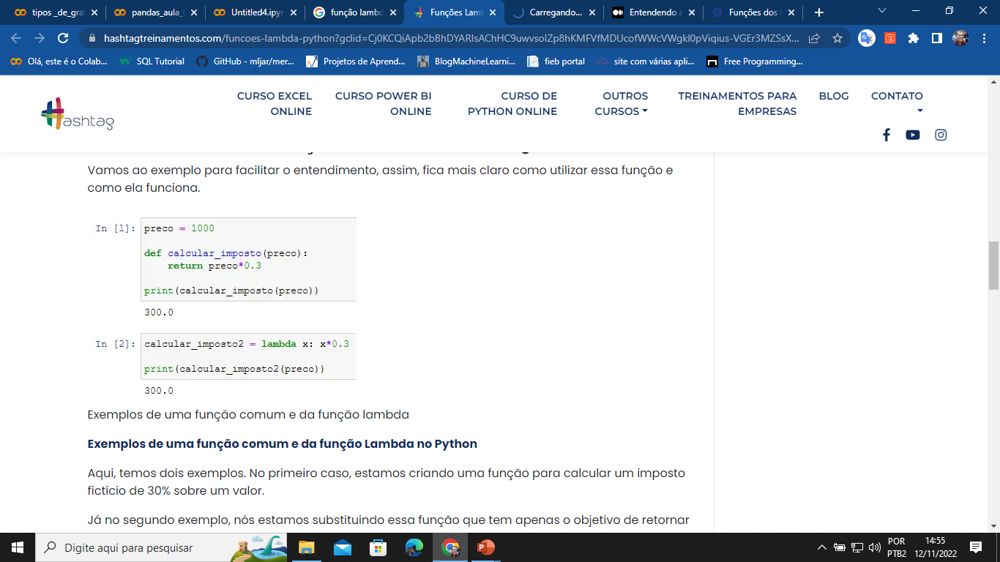 tipos _de_gra
pandas_aula_
Untitled4.ipyn
função lambd
Funções Lam
Carregando...
Entendendo a
Funções dos
hashtagtreinamentos.com/funcoes-lambda-python?gclid=Cj0KCQiApb2bBhDYARIsAChHC9uwvsoIZp8hKMFVfMDUcofWWcVWgkI0pViqius-VGEr3MZSsX...
Olá, este é o Colab...
SQL Tutorial
GitHub - mljar/mer...
Projetos de Aprend...
BlogMachineLearni...
fieb portal
site com várias apli...
Free Programming...
Hashtag
CURSO EXCEL
ONLINE
CURSO POWER BI
ONLINE
CURSO DE
PYTHON ONLINE
OUTROS
CURSOS
TREINAMENTOS PARA
EMPRESAS
BLOG
CONTATO
Vamos ao exemplo para facilitar o entendimento, assim, fica mais claro como utilizar essa função e
como ela funciona.
In [1]: preco = 1000
def calcular_imposto(preco):
return preco*0.3
print(calcular_imposto(preco))
300.0
In [2]: calcular_imposto2 = lambda x: x*0.3
print(calcular_imposto2(preco))
300.0
Exemplos de uma função comum e da função lambda
Exemplos de uma função comum e da função Lambda no Python
Aqui, temos dois exemplos. No primeiro caso, estamos criando uma função para calcular um imposto
fictício de 30% sobre um valor.
Já no segundo exemplo, nós estamos substituindo essa função que tem apenas o objetivo de retornar
Digite aqui para pesquisar
POR
PTB2
14:55
12/11/2022